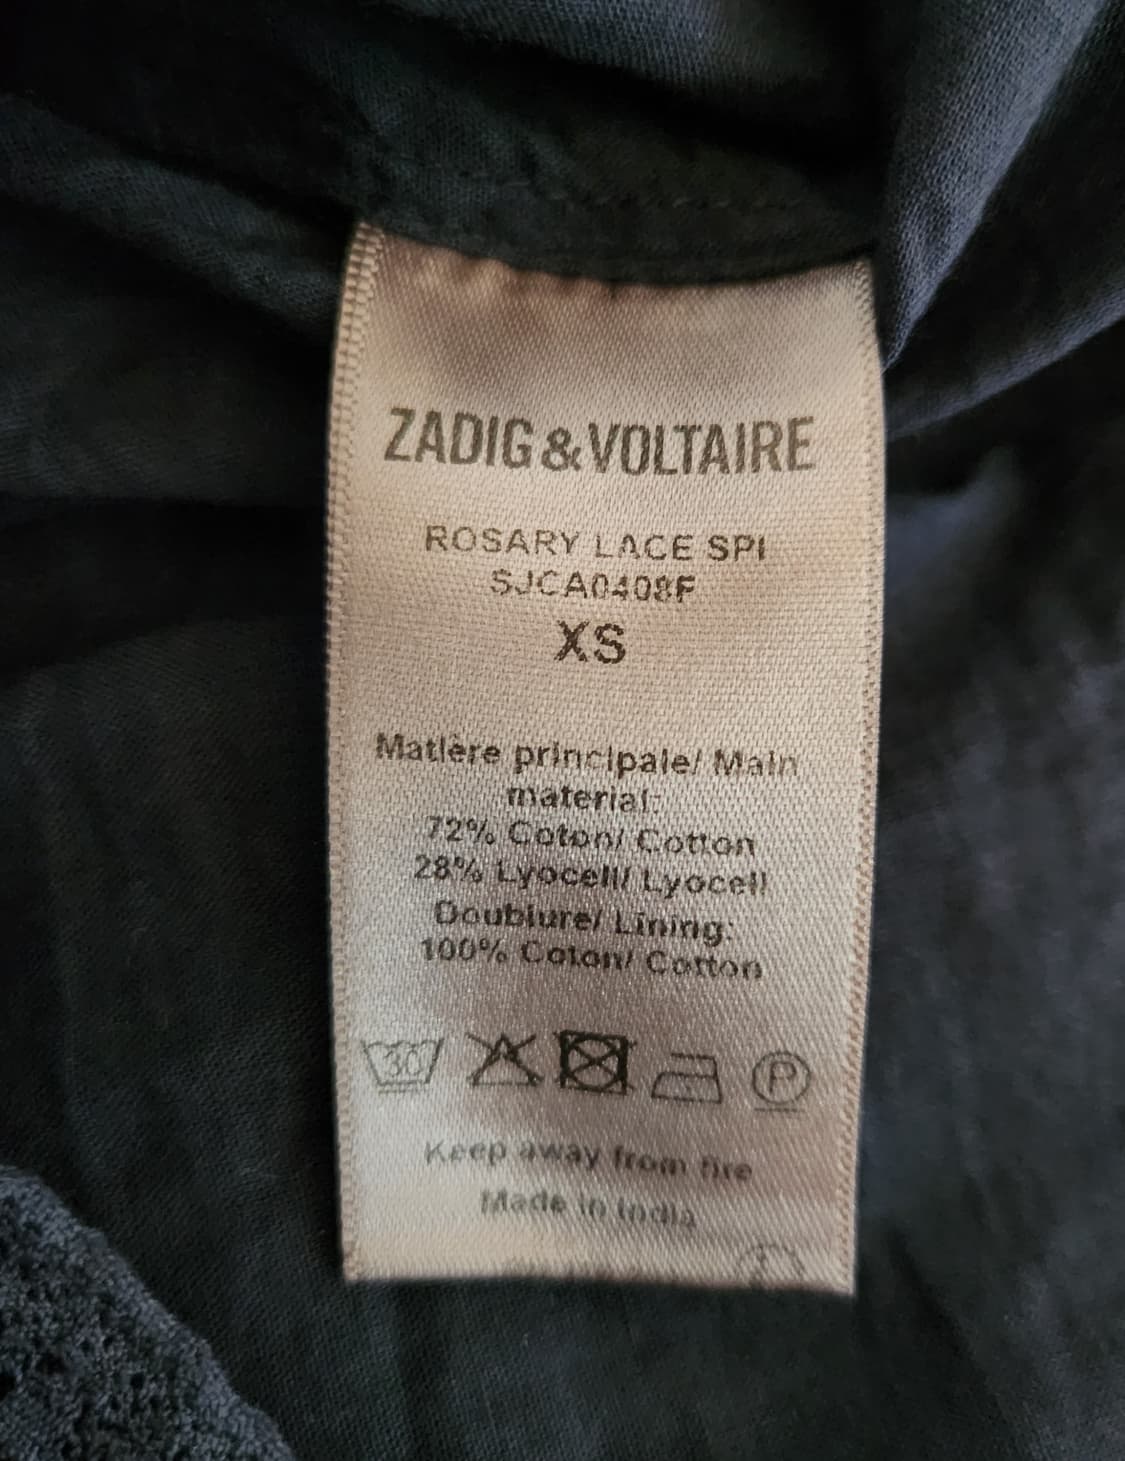 ZADIG&VOLTAIRE
ROSARY LACE SPI
SJCA0408F
XS
Matière principale/ Main
material:
72% Coton/ Cotton
28% Lyocell/ Lyocell
Doublure/ Lining:
100% Coton/ Cotton
30
P
Keep away from fire
Made in India